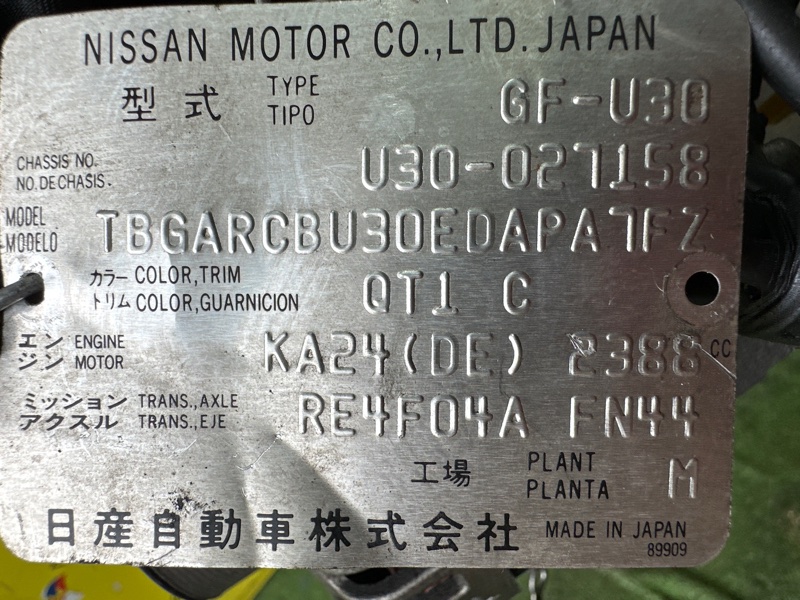 NISSAN MOTOR CO.,LTD. JAPAN
型式 TYPE TIPO GF-U30
CHASSIS NO. NO. DE CHASIS. U30-027158
MODEL MODELO TBGARCBU30EDAPA7FZ
カラー COLOR,TRIM
トリム COLOR,GUARNICION QT1 C
エンジン ENGINE MOTOR KA24(DE) 2388 CC
ミッション TRANS.,AXLE
アクスル TRANS.,EJE RE4F04A FN44
工場 PLANT PLANTA M
日産自動車株式会社 MADE IN JAPAN
89909